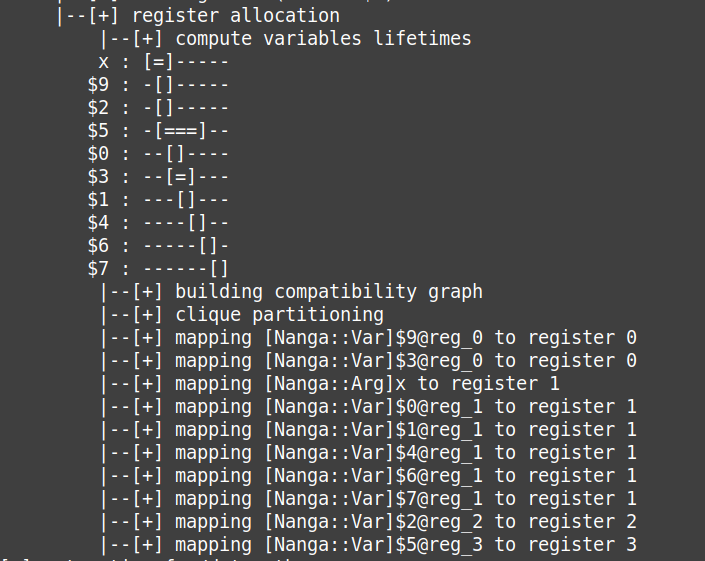 |--[+] register allocation
|--[+] compute variables lifetimes
x : [=]-----
$9 : -[]-----
$2 : -[]-----
$5 : -[===]--
$0 : --[]----
$3 : --[=]---
$1 : ---[]---
$4 : ----[]--
$6 : -----[]-
$7 : ------[]
|--[+] building compatibility graph
|--[+] clique partitioning
|--[+] mapping [Nanga::Var]$9@reg_0 to register 0
|--[+] mapping [Nanga::Var]$3@reg_0 to register 0
|--[+] mapping [Nanga::Arg]x to register 1
|--[+] mapping [Nanga::Var]$0@reg_1 to register 1
|--[+] mapping [Nanga::Var]$1@reg_1 to register 1
|--[+] mapping [Nanga::Var]$4@reg_1 to register 1
|--[+] mapping [Nanga::Var]$6@reg_1 to register 1
|--[+] mapping [Nanga::Var]$7@reg_1 to register 1
|--[+] mapping [Nanga::Var]$2@reg_2 to register 2
|--[+] mapping [Nanga::Var]$5@reg_3 to register 3